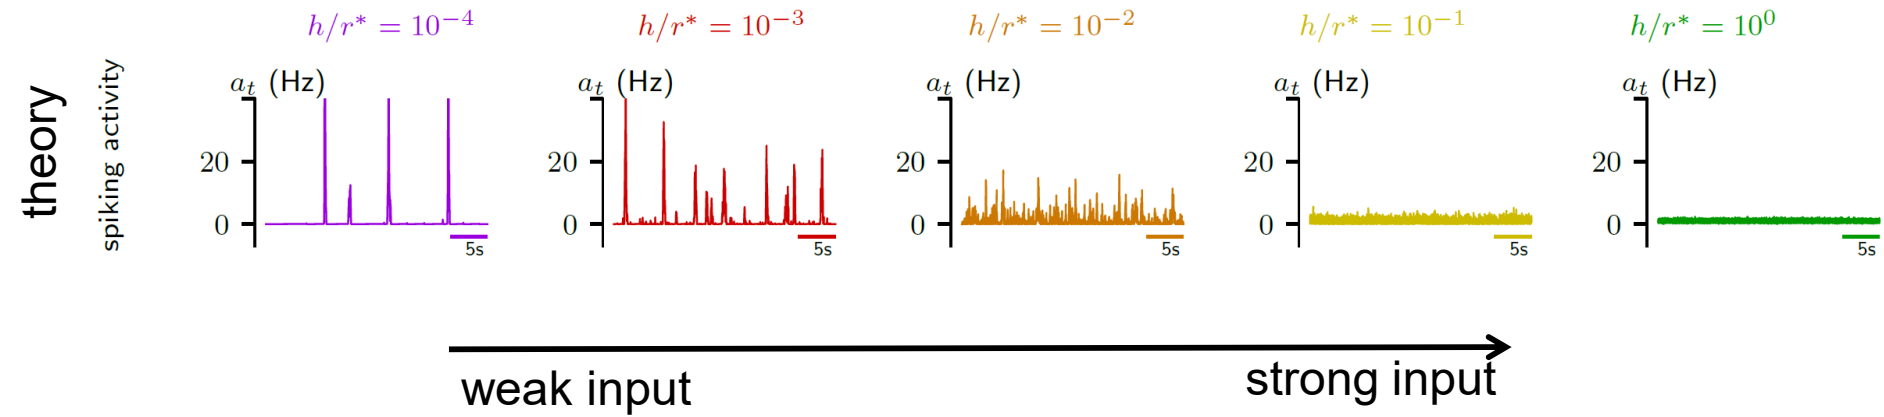 h/r* = 10⁻⁴
h/r* = 10⁻³
h/r* = 10⁻²
h/r* = 10⁻¹
h/r* = 10⁰
theory
spiking activity
aₜ (Hz)
20
0
5s
aₜ (Hz)
20
0
5s
aₜ (Hz)
20
0
5s
aₜ (Hz)
20
0
5s
aₜ (Hz)
20
0
5s
weak input
strong input